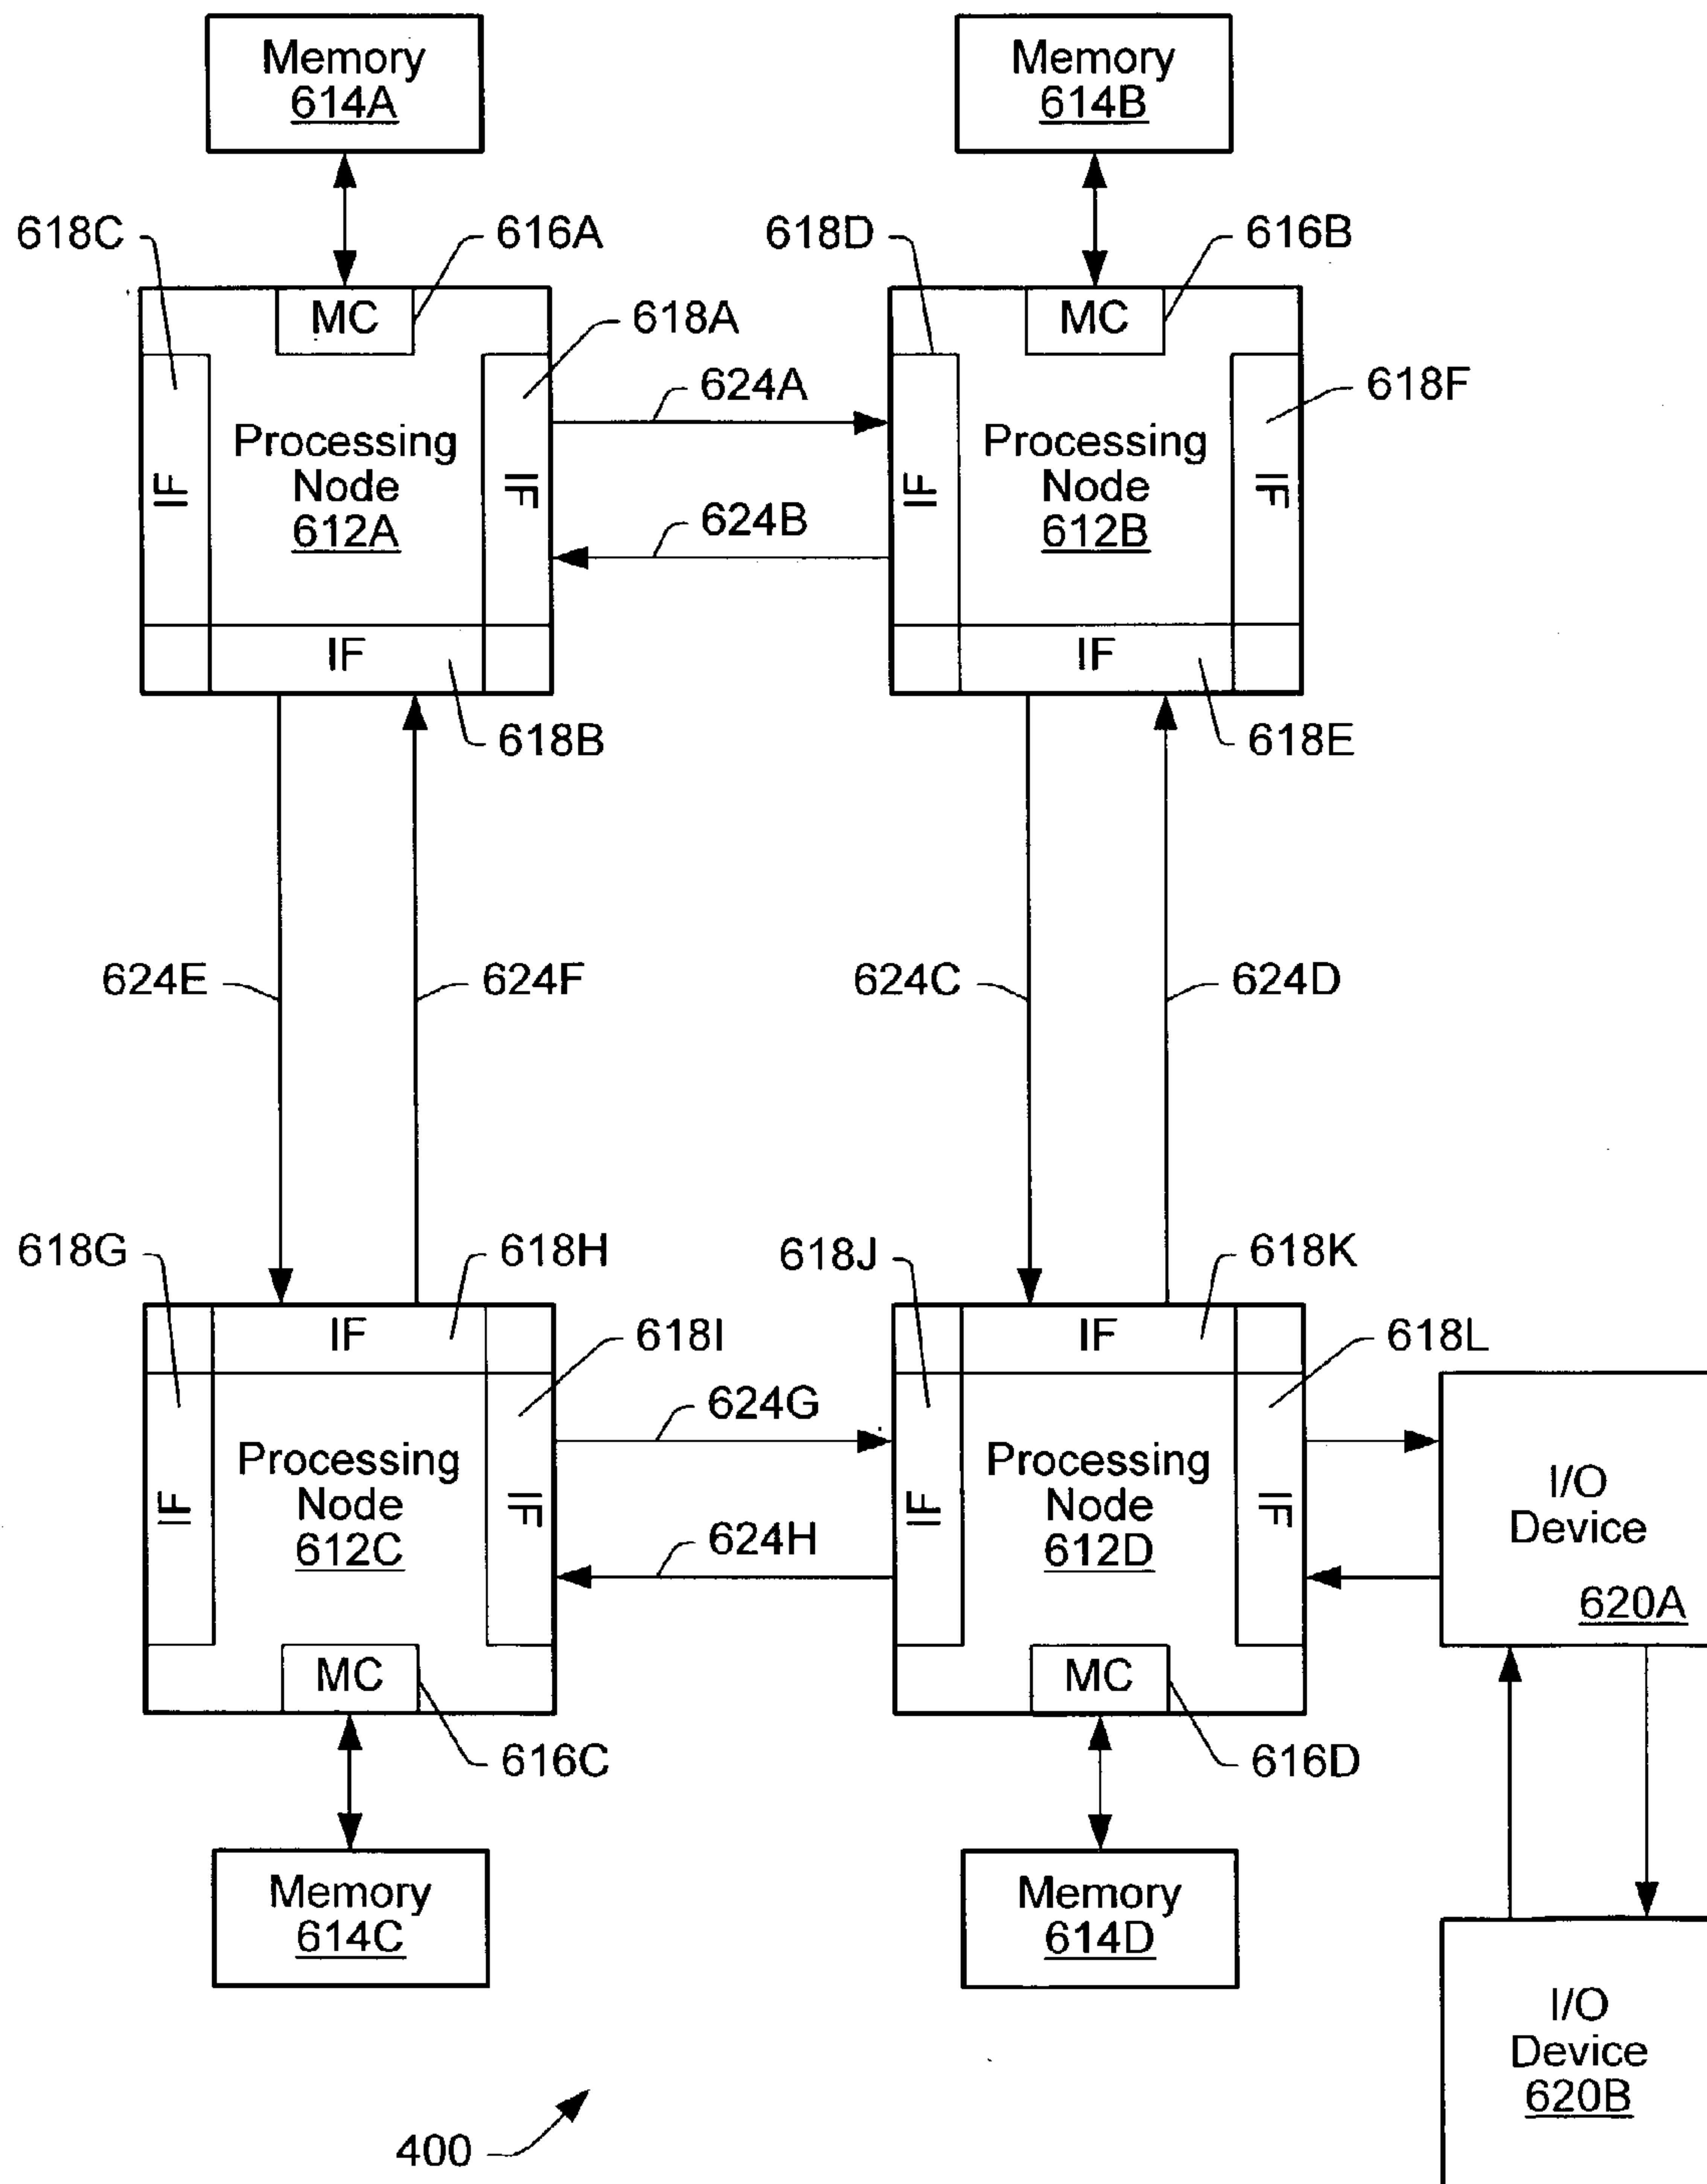 Memory
614A
Memory
614B
618C
616A
618D
616B
MC
MC
618A
618F
624A
Processing
Node
612A
Processing
Node
612B
IF
IF
IF
IF
624B
IF
IF
618B
618E
624E
624F
624C
624D
618G
618H
618J
618K
IF
618I
IF
618L
624G
Processing
Node
612C
Processing
Node
612D
IF
IF
IF
IF
I/O
Device
620A
624H
MC
MC
616C
616D
Memory
614C
Memory
614D
I/O
Device
620B
400